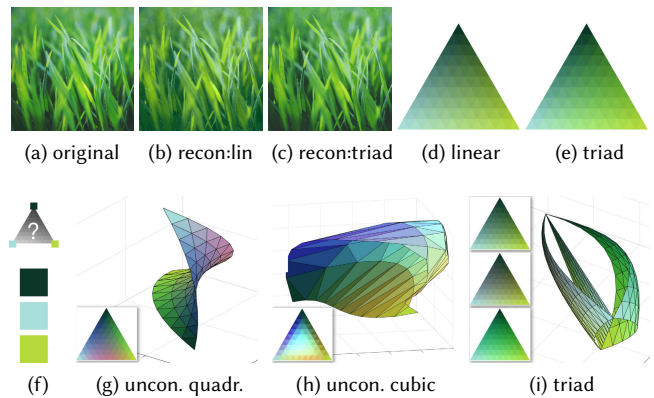 (a) original (b) recon:lin (c) recon:triad (d) linear (e) triad
?
(f) (g) uncon. quadr. (h) uncon. cubic (i) triad